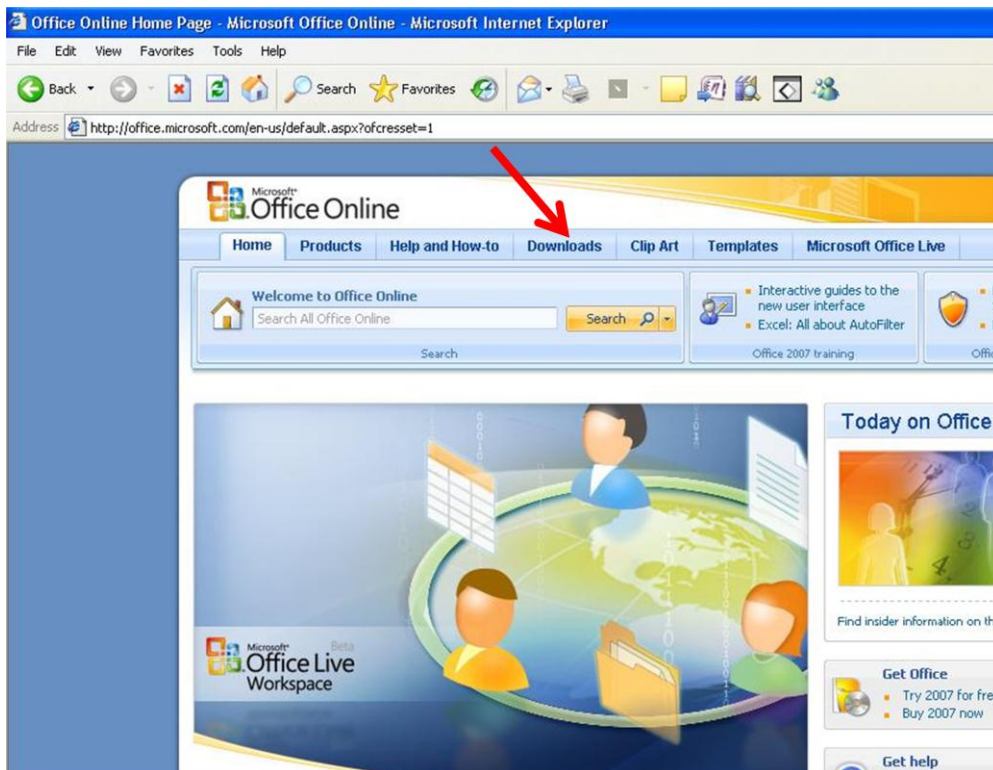 Office Online Home Page - Microsoft Office Online - Microsoft Internet Explorer
File Edit View Favorites Tools Help
Back Search Favorites
Address http://office.microsoft.com/en-us/default.aspx?ofcresset=1
Microsoft
Office Online
Home Products Help and How-to Downloads Clip Art Templates Microsoft Office Live
Welcome to Office Online
Search All Office Online Search
Search
Interactive guides to the
new user interface
Excel: All about AutoFilter
Office 2007 training
Today on Office
Find insider information on th
Microsoft Beta
Office Live
Workspace
Get Office
Try 2007 for fre
Buy 2007 now
Get help